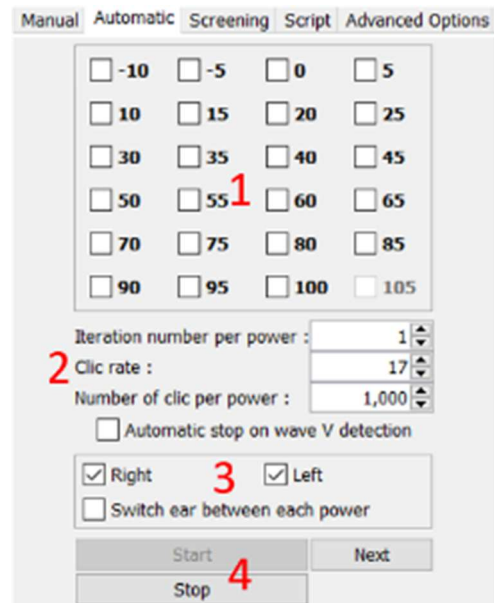 Manual Automatic Screening Script Advanced Options
-10 -5 0 5
10 15 20 25
30 35 40 45
1
50 55 60 65
70 75 80 85
90 95 100 105
Iteration number per power : 1
2 Clic rate : 17
Number of clic per power : 1,000
Automatic stop on wave V detection
Right 3 Left
Switch ear between each power
Start Next
Stop 4